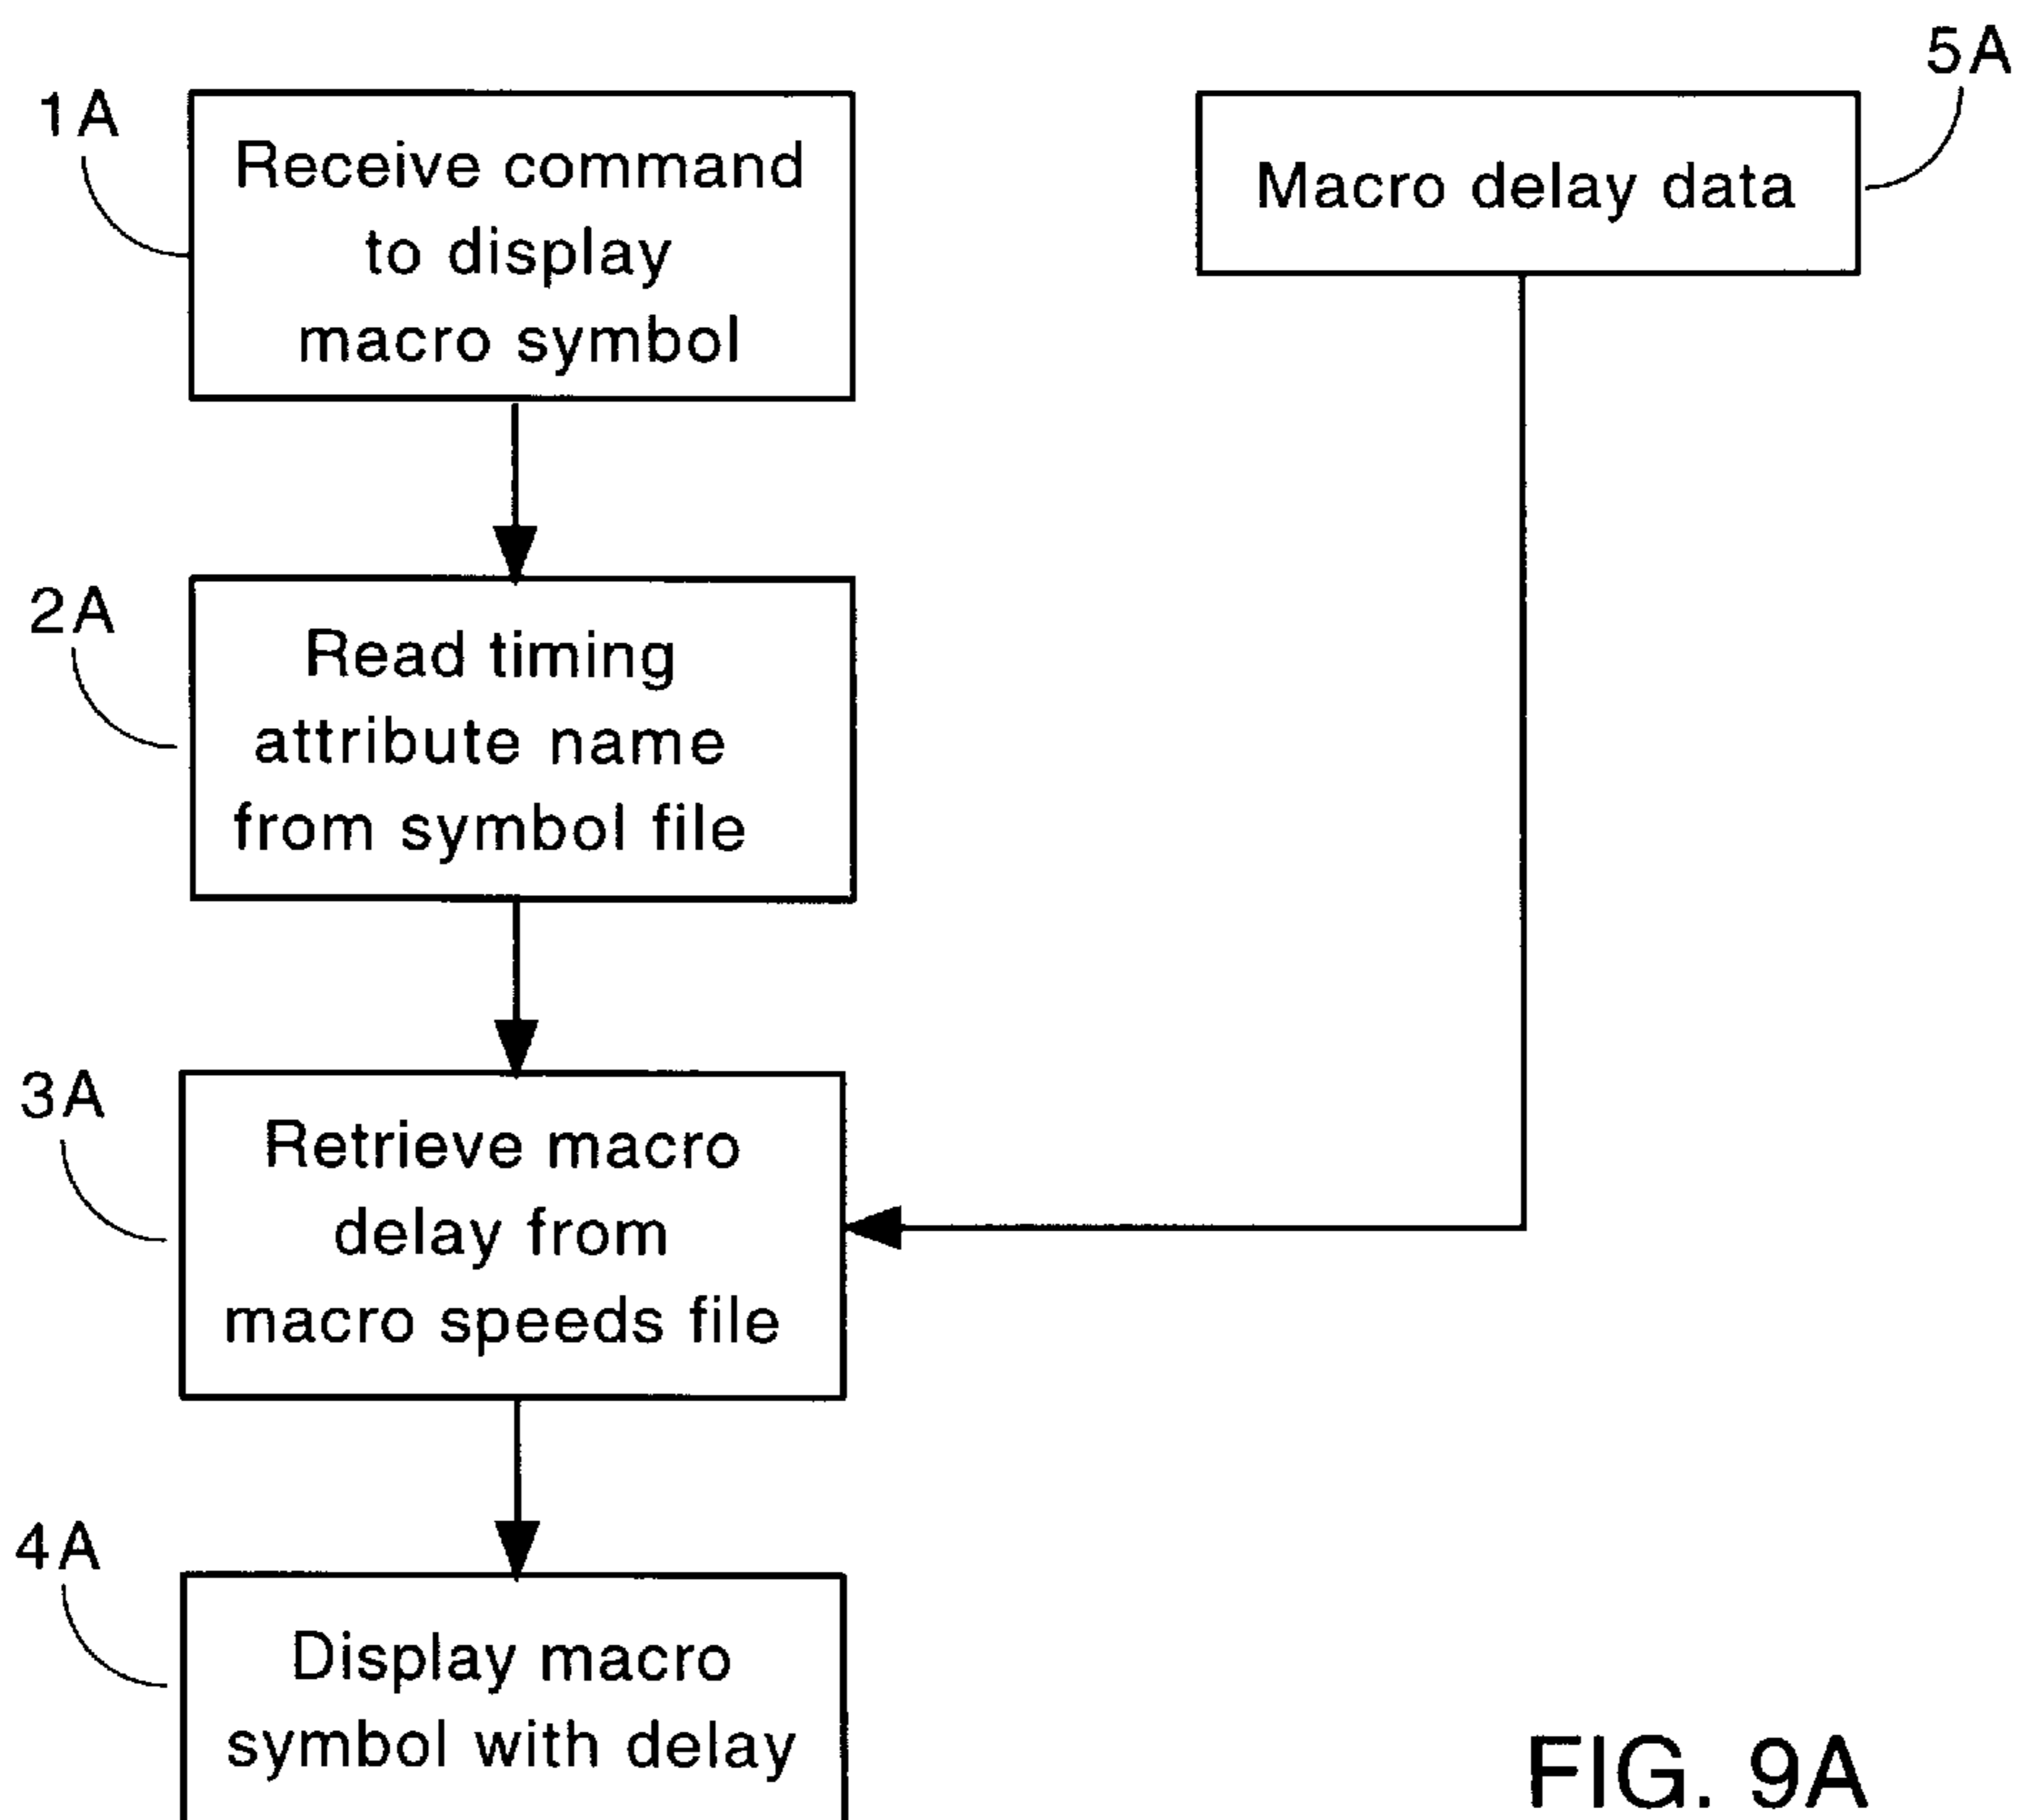 1A
Receive command
to display
macro symbol
5A
Macro delay data
2A
Read timing
attribute name
from symbol file
3A
Retrieve macro
delay from
macro speeds file
4A
Display macro
symbol with delay
FIG. 9A